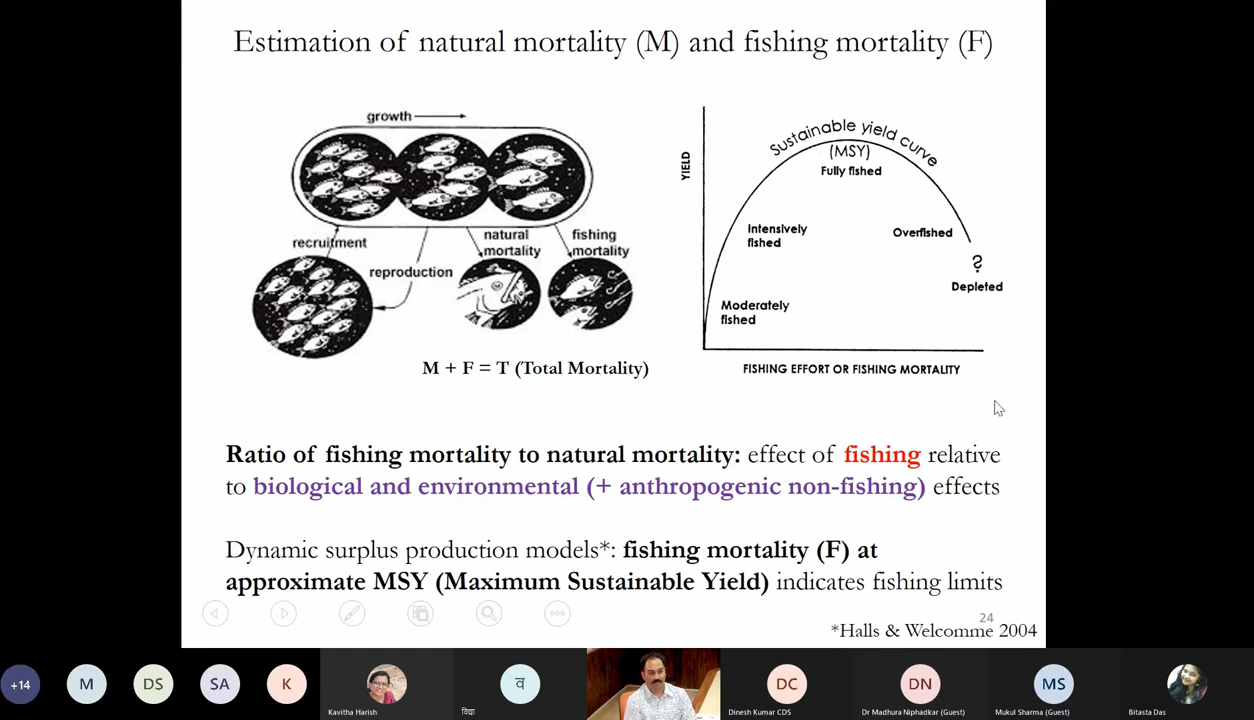 Estimation of natural mortality (M) and fishing mortality (F)
growth
recruitment
reproduction
natural
mortality
fishing
mortality
M + F = T (Total Mortality)
YIELD
Sustainable yield curve
(MSY)
Fully fished
Intensively
fished
Overfished
?
Depleted
Moderately
fished
FISHING EFFORT OR FISHING MORTALITY
Ratio of fishing mortality to natural mortality: effect of fishing relative
to biological and environmental (+ anthropogenic non-fishing) effects
Dynamic surplus production models*: fishing mortality (F) at
approximate MSY (Maximum Sustainable Yield) indicates fishing limits
24
*Halls & Welcomme 2004
+14
M
DS
SA
K
Kavitha Harish
व
विद्या
DC
Dinesh Kumar CDS
DN
Dr Madhura Niphadkar (Guest)
MS
Mukul Sharma (Guest)
Bitasta Das